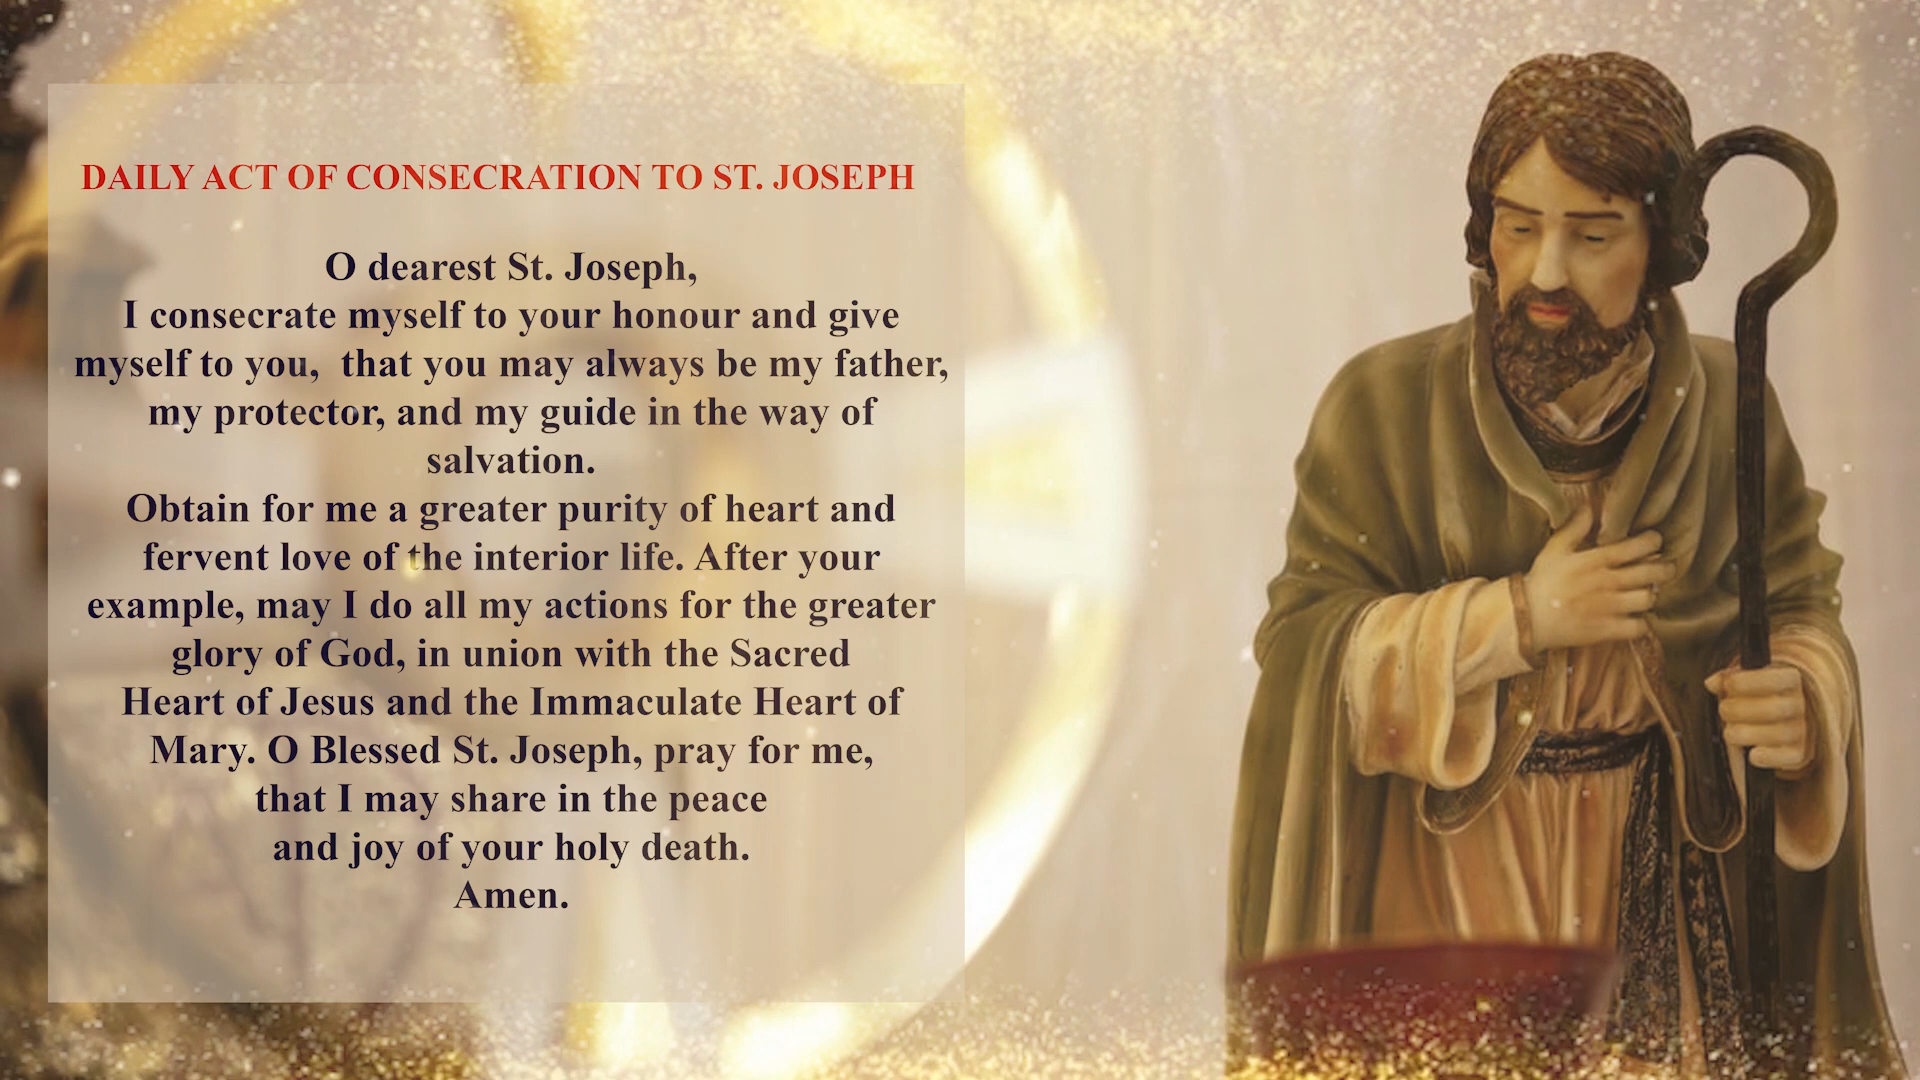 DAILY ACT OF CONSECRATION TO ST. JOSEPH
O dearest St. Joseph,
I consecrate myself to your honour and give
myself to you,  that you may always be my father,
my protector, and my guide in the way of
salvation.
Obtain for me a greater purity of heart and
fervent love of the interior life. After your
example, may I do all my actions for the greater
glory of God, in union with the Sacred
Heart of Jesus and the Immaculate Heart of
Mary. O Blessed St. Joseph, pray for me,
that I may share in the peace
and joy of your holy death.
Amen.